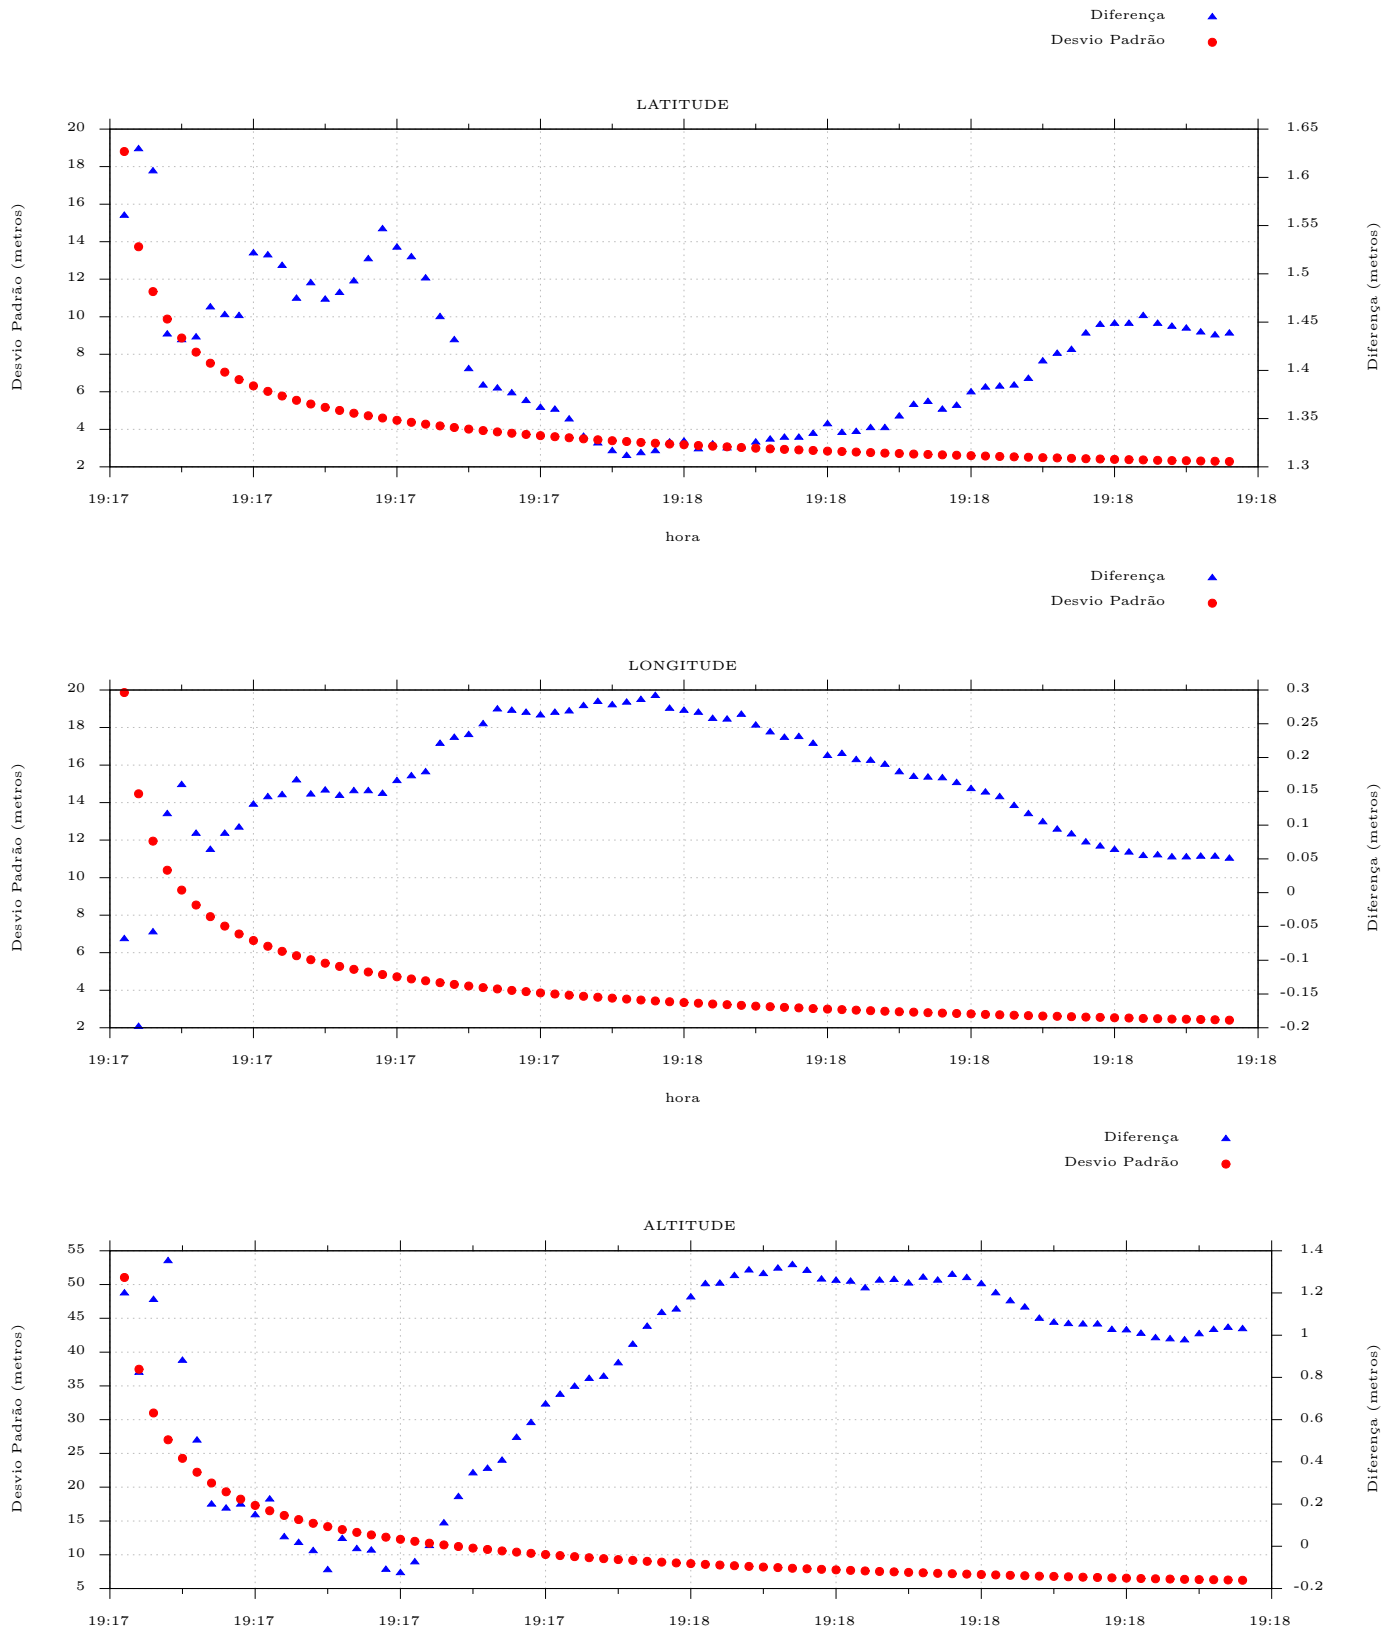 Diferença
Desvio Padrão
LATITUDE
20
18
16
14
12
10
8
6
4
2
Desvio Padrão (metros)
1.65
1.6
1.55
1.5
1.45
1.4
1.35
1.3
Diferença (metros)
19:17 19:17 19:17 19:17 19:18 19:18 19:18 19:18 19:18
hora
Diferença
Desvio Padrão
LONGITUDE
20
18
16
14
12
10
8
6
4
2
Desvio Padrão (metros)
0.3
0.25
0.2
0.15
0.1
0.05
0
-0.05
-0.1
-0.15
-0.2
Diferença (metros)
19:17 19:17 19:17 19:17 19:18 19:18 19:18 19:18 19:18
hora
Diferença
Desvio Padrão
ALTITUDE
55
50
45
40
35
30
25
20
15
10
5
Desvio Padrão (metros)
1.4
1.2
1
0.8
0.6
0.4
0.2
0
-0.2
Diferença (metros)
19:17 19:17 19:17 19:17 19:18 19:18 19:18 19:18 19:18